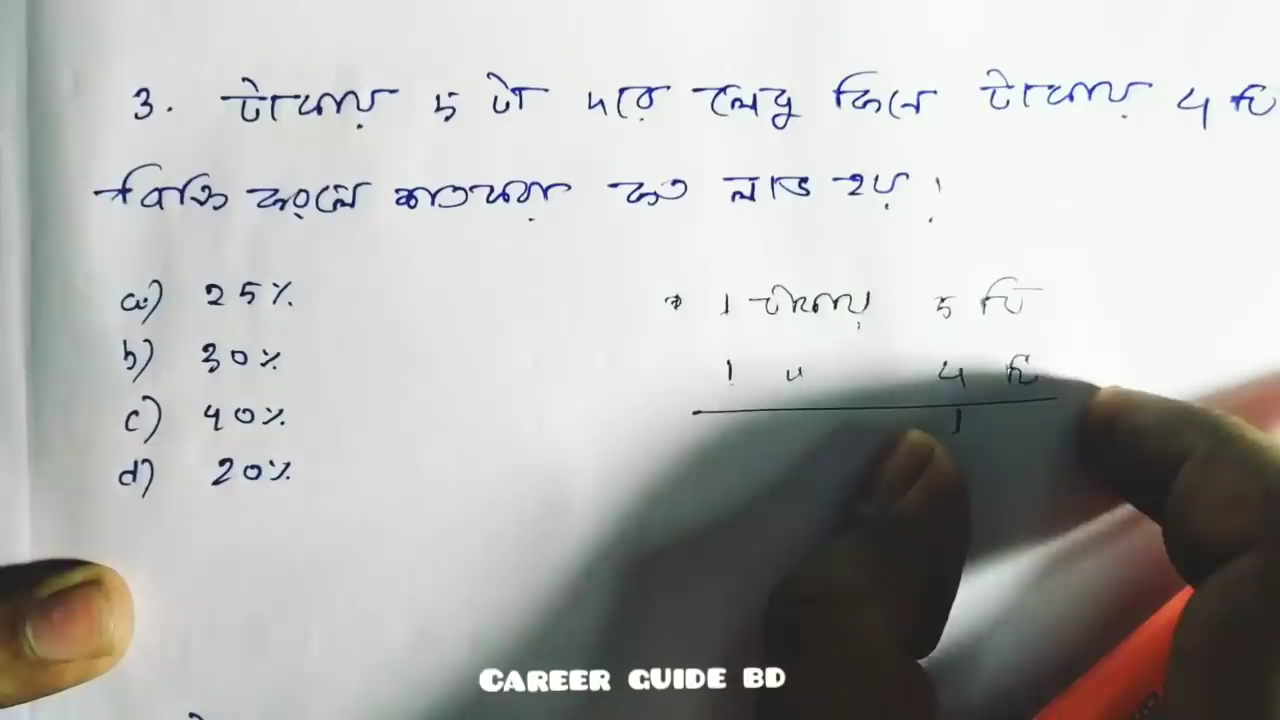 3. টাকায় 5 টা দরে লেবু কিনে টাকায় 4 টি
বিক্রি করলে শতকরা কত লাভ হয় ।
a) 25%
b) 30%
c) 40%
d) 20%
* 1 টাকায় 5 টি
1 " 4 টি
1
CAREER GUIDE BD